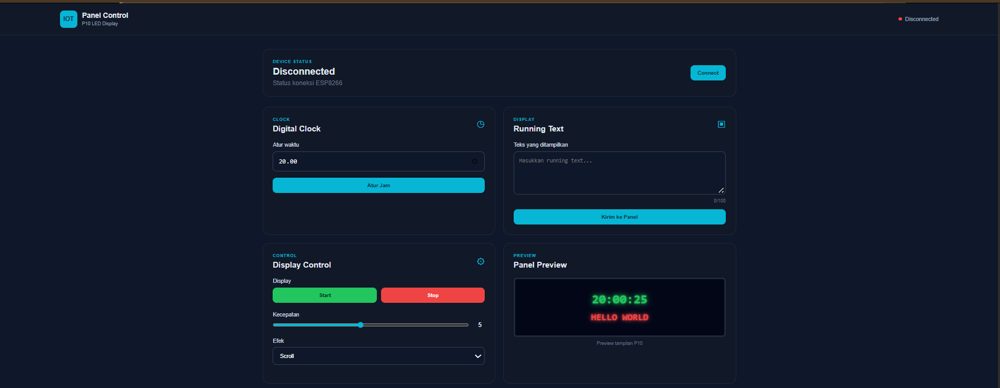 IOT
Panel Control
P10 LED Display
Disconnected
DEVICE STATUS
Disconnected
Status koneksi ESP8266
Connect
CLOCK
Digital Clock
Atur waktu
20.00
Atur Jam
DISPLAY
Running Text
Teks yang ditampilkan
Masukkan running text...
0/100
Kirim ke Panel
CONTROL
Display Control
Display
Start
Stop
Kecepatan
5
Efek
Scroll
PREVIEW
Panel Preview
20:00:25
HELLO WORLD
Preview tampilan P10